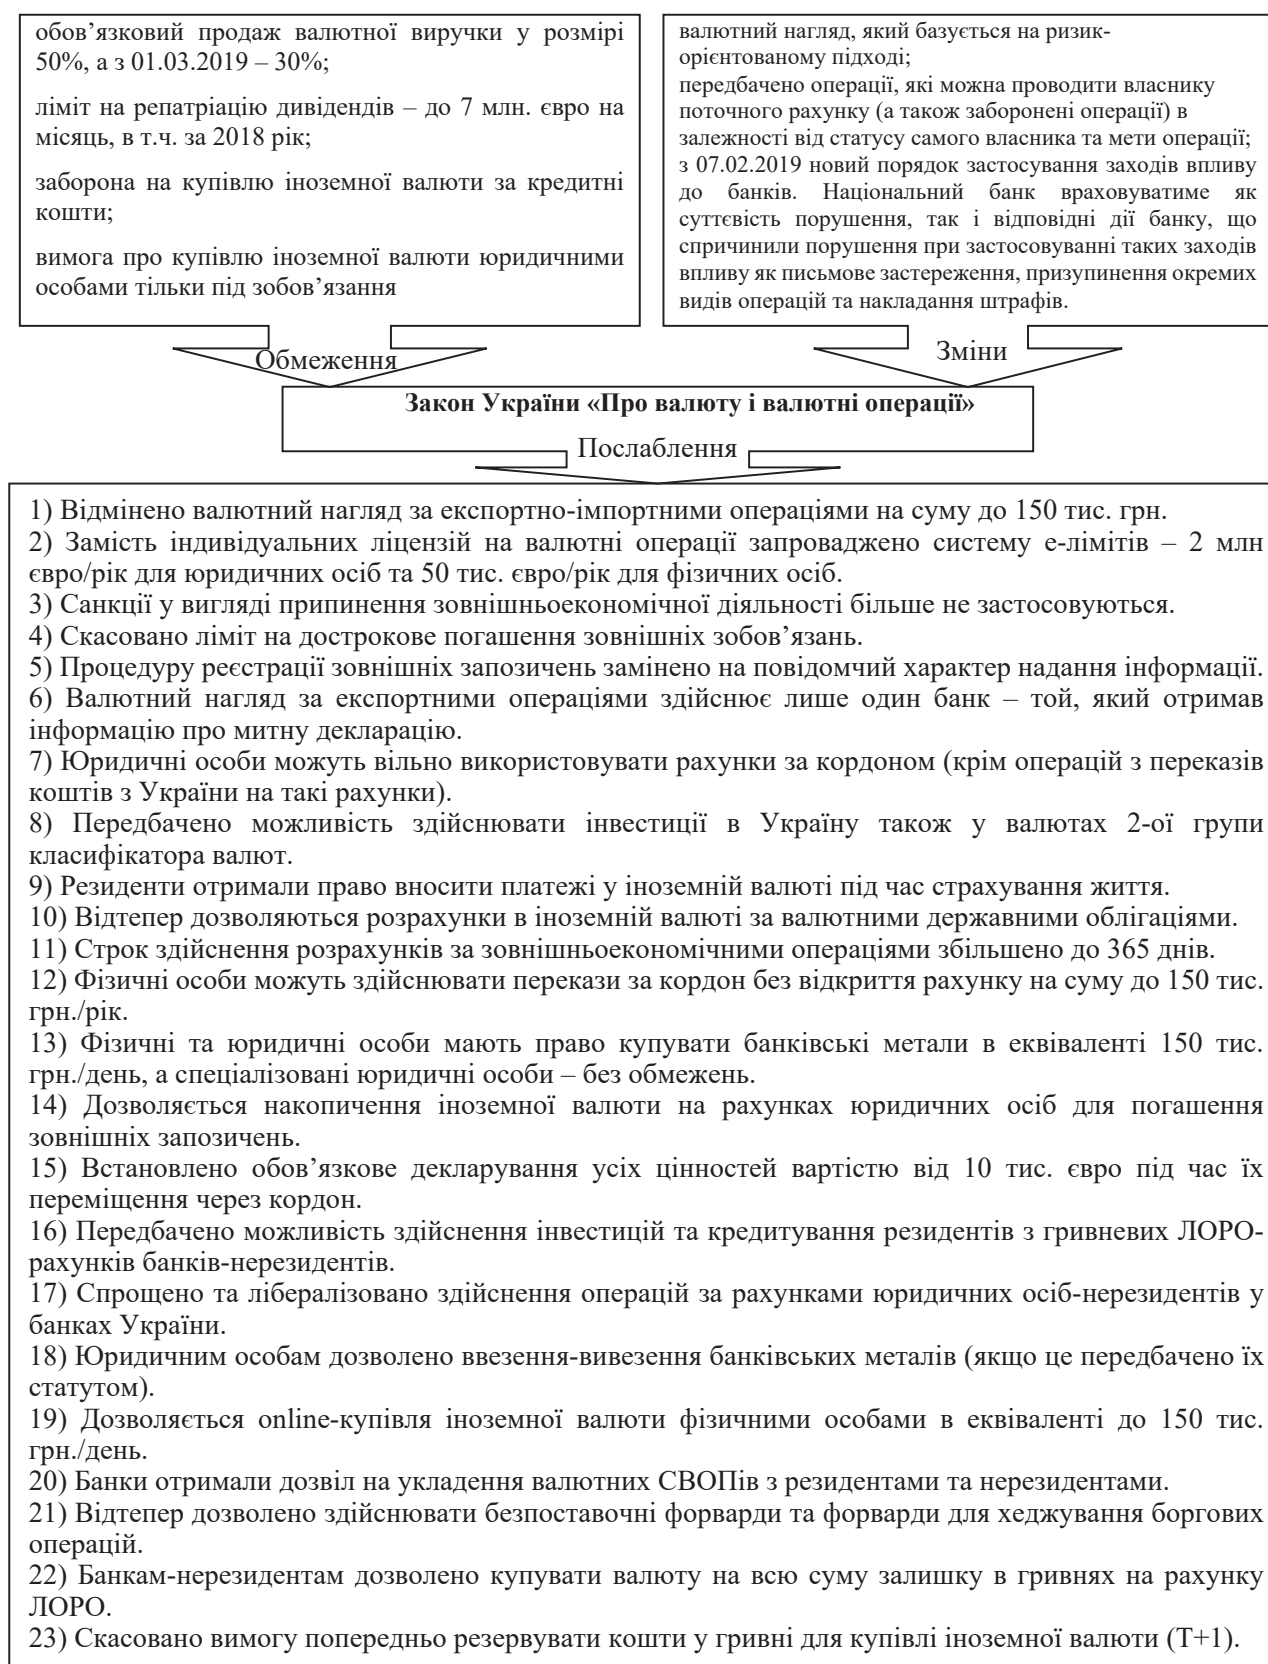 обов’язковий продаж валютної виручки у розмірі
50%, а з 01.03.2019 – 30%;
ліміт на репатріацію дивідендів – до 7 млн. євро на
місяць, в т.ч. за 2018 рік;
заборона на купівлю іноземної валюти за кредитні
кошти;
вимога про купівлю іноземної валюти юридичними
особами тільки під зобов’язання
валютний нагляд, який базується на ризик-
орієнтованому підході;
передбачено операції, які можна проводити власнику
поточного рахунку (а також заборонені операції) в
залежності від статусу самого власника та мети операції;
з 07.02.2019 новий порядок застосування заходів впливу
до банків. Національний банк враховуватиме як
суттєвість порушення, так і відповідні дії банку, що
спричинили порушення при застосовуванні таких заходів
впливу як письмове застереження, призупинення окремих
видів операцій та накладання штрафів.
Обмеження
Зміни
Закон України «Про валюту і валютні операції»
Послаблення
1) Відмінено валютний нагляд за експортно-імпортними операціями на суму до 150 тис. грн.
2) Замість індивідуальних ліцензій на валютні операції запроваджено систему е-лімітів – 2 млн
євро/рік для юридичних осіб та 50 тис. євро/рік для фізичних осіб.
3) Санкції у вигляді припинення зовнішньоекономічної діяльності більше не застосовуються.
4) Скасовано ліміт на дострокове погашення зовнішніх зобов’язань.
5) Процедуру реєстрації зовнішніх запозичень замінено на повідомчий характер надання інформації.
6) Валютний нагляд за експортними операціями здійснює лише один банк – той, який отримав
інформацію про митну декларацію.
7) Юридичні особи можуть вільно використовувати рахунки за кордоном (крім операцій з переказів
коштів з України на такі рахунки).
8) Передбачено можливість здійснювати інвестиції в Україну також у валютах 2-ої групи
класифікатора валют.
9) Резиденти отримали право вносити платежі у іноземній валюті під час страхування життя.
10) Відтепер дозволяються розрахунки в іноземній валюті за валютними державними облігаціями.
11) Строк здійснення розрахунків за зовнішньоекономічними операціями збільшено до 365 днів.
12) Фізичні особи можуть здійснювати перекази за кордон без відкриття рахунку на суму до 150 тис.
грн./рік.
13) Фізичні та юридичні особи мають право купувати банківські метали в еквіваленті 150 тис.
грн./день, а спеціалізовані юридичні особи – без обмежень.
14) Дозволяється накопичення іноземної валюти на рахунках юридичних осіб для погашення
зовнішніх запозичень.
15) Встановлено обов’язкове декларування усіх цінностей вартістю від 10 тис. євро під час їх
переміщення через кордон.
16) Передбачено можливість здійснення інвестицій та кредитування резидентів з гривневих ЛОРО-
рахунків банків-нерезидентів.
17) Спрощено та лібералізовано здійснення операцій за рахунками юридичних осіб-нерезидентів у
банках України.
18) Юридичним особам дозволено ввезення-вивезення банківських металів (якщо це передбачено їх
статутом).
19) Дозволяється online-купівля іноземної валюти фізичними особами в еквіваленті до 150 тис.
грн./день.
20) Банки отримали дозвіл на укладення валютних СВОПів з резидентами та нерезидентами.
21) Відтепер дозволено здійснювати безпоставочні форварди та форварди для хеджування боргових
операцій.
22) Банкам-нерезидентам дозволено купувати валюту на всю суму залишку в гривнях на рахунку
ЛОРО.
23) Скасовано вимогу попередньо резервувати кошти у гривні для купівлі іноземної валюти (Т+1).